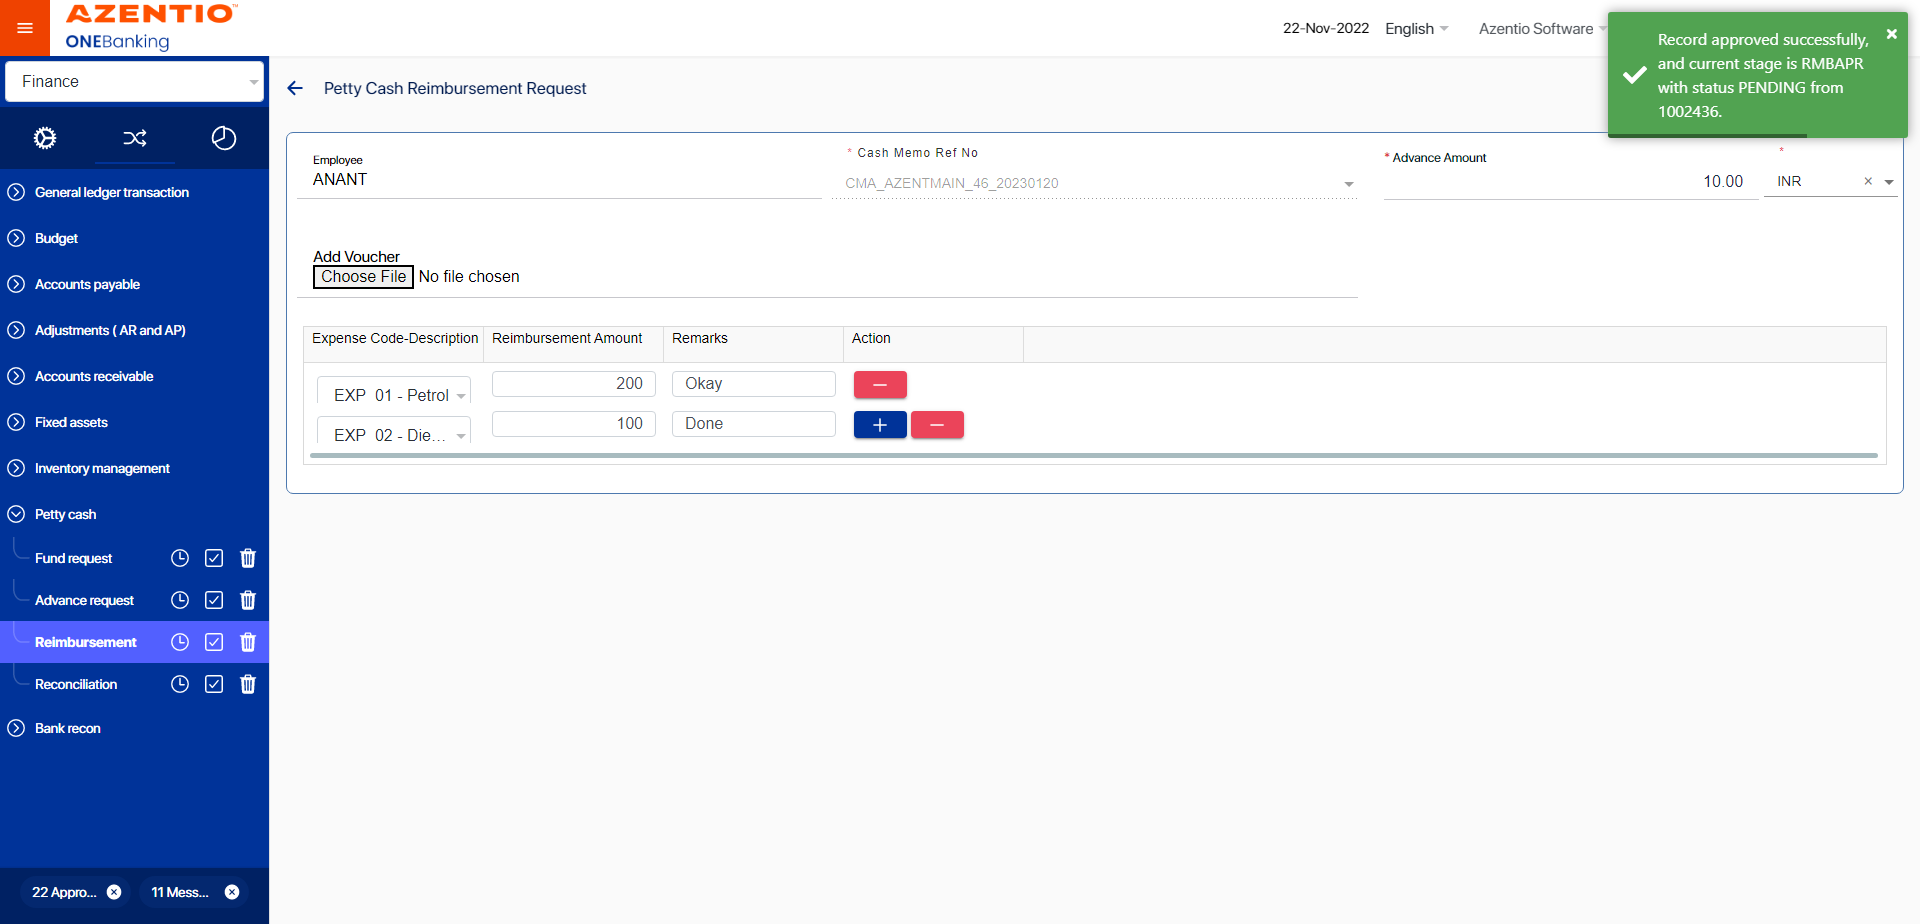 AZENTIO™
ONEBanking
22-Nov-2022
English
Azentio Software
Record approved successfully,
and current stage is RMBAPR
with status PENDING from
1002436.
Finance
Petty Cash Reimbursement Request
General ledger transaction
Budget
Accounts payable
Adjustments ( AR and AP)
Accounts receivable
Fixed assets
Inventory management
Petty cash
Fund request
Advance request
Reimbursement
Reconciliation
Bank recon
22 Appro...
11 Mess...
Employee
ANANT
* Cash Memo Ref No
CMA_AZENTMAIN_46_20230120
* Advance Amount
10.00
*
INR
Add Voucher
Choose File No file chosen
Expense Code-Description Reimbursement Amount Remarks Action
EXP 01 - Petrol 200 Okay
EXP 02 - Die... 100 Done